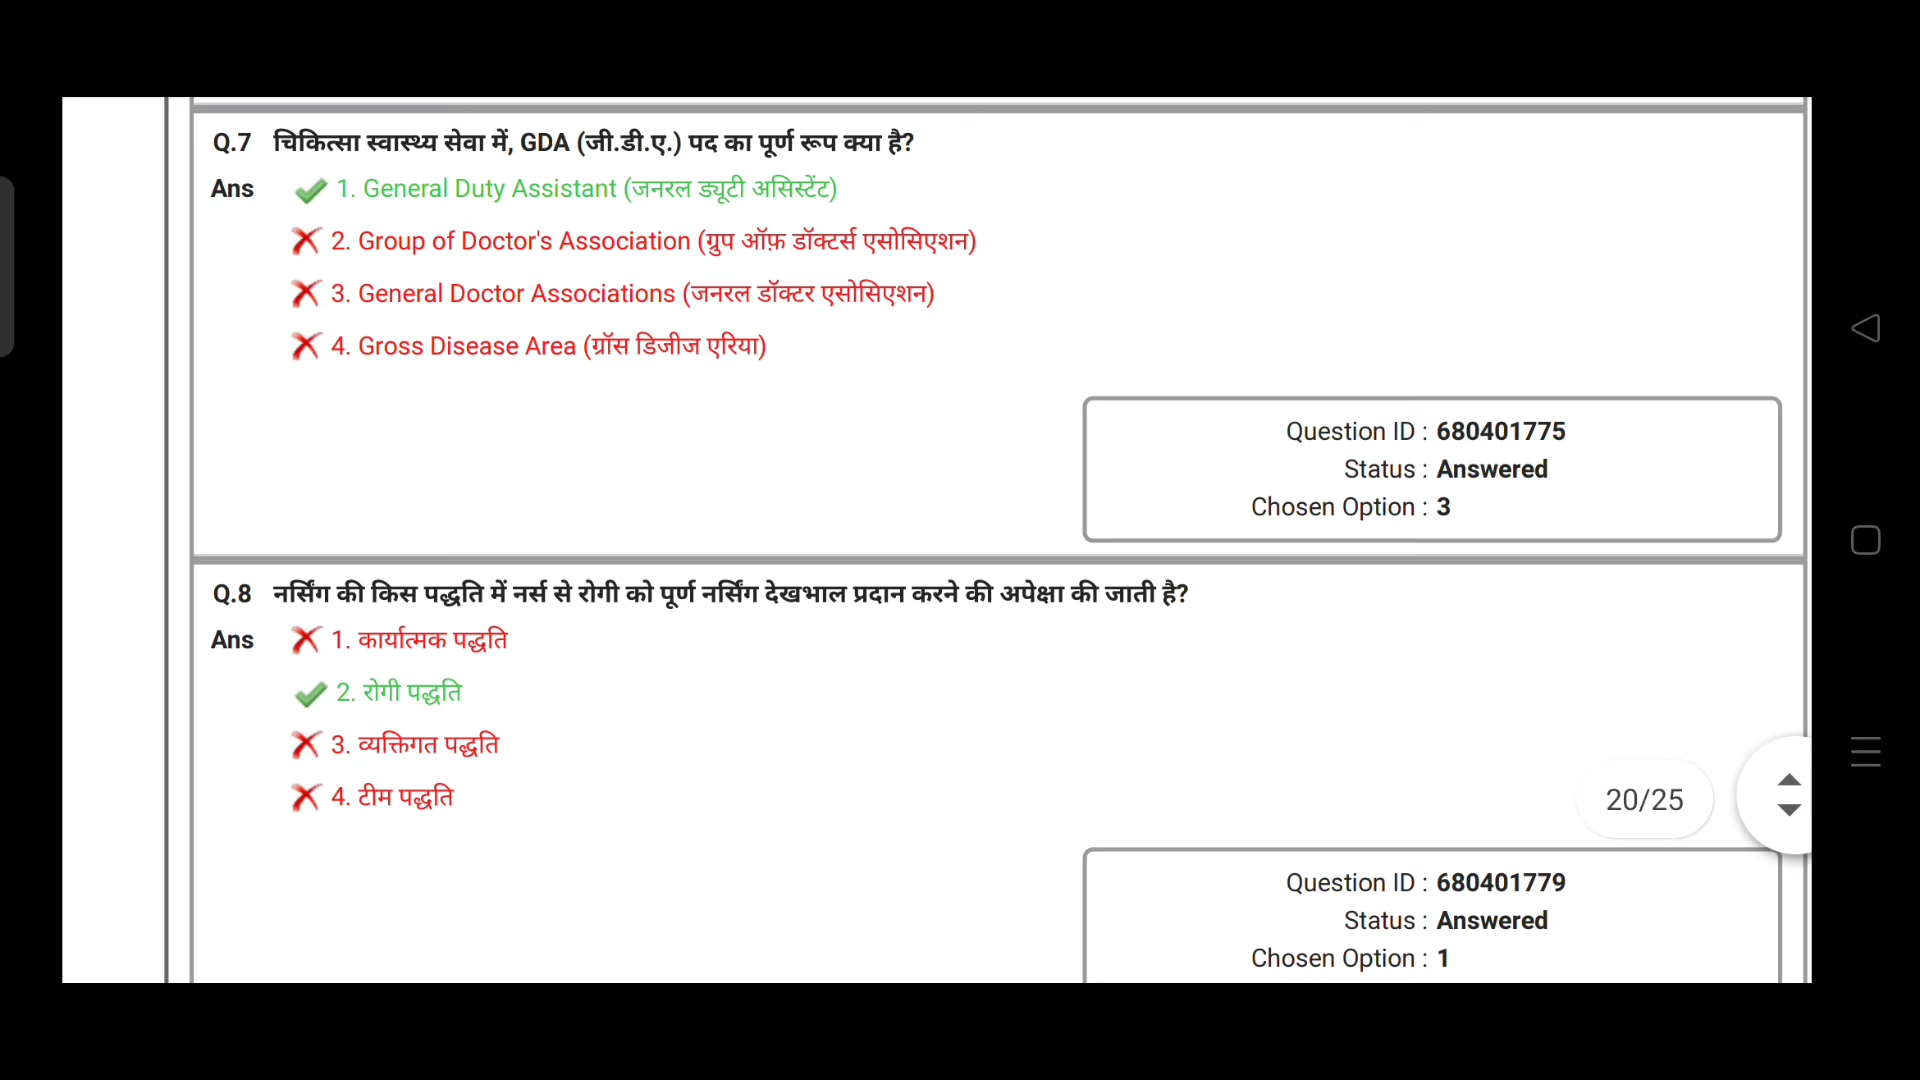 Q.7 चिकित्सा स्वास्थ्य सेवा में, GDA (जी.डी.ए.) पद का पूर्ण रूप क्या है?
Ans 1. General Duty Assistant (जनरल ड्यूटी असिस्टेंट)
2. Group of Doctor's Association (ग्रुप ऑफ़ डॉक्टर्स एसोसिएशन)
3. General Doctor Associations (जनरल डॉक्टर एसोसिएशन)
4. Gross Disease Area (ग्रॉस डिजीज एरिया)
Question ID : 680401775
Status : Answered
Chosen Option : 3
Q.8 नर्सिंग की किस पद्धति में नर्स से रोगी को पूर्ण नर्सिंग देखभाल प्रदान करने की अपेक्षा की जाती है?
Ans 1. कार्यात्मक पद्धति
2. रोगी पद्धति
3. व्यक्तिगत पद्धति
4. टीम पद्धति
20/25
Question ID : 680401779
Status : Answered
Chosen Option : 1